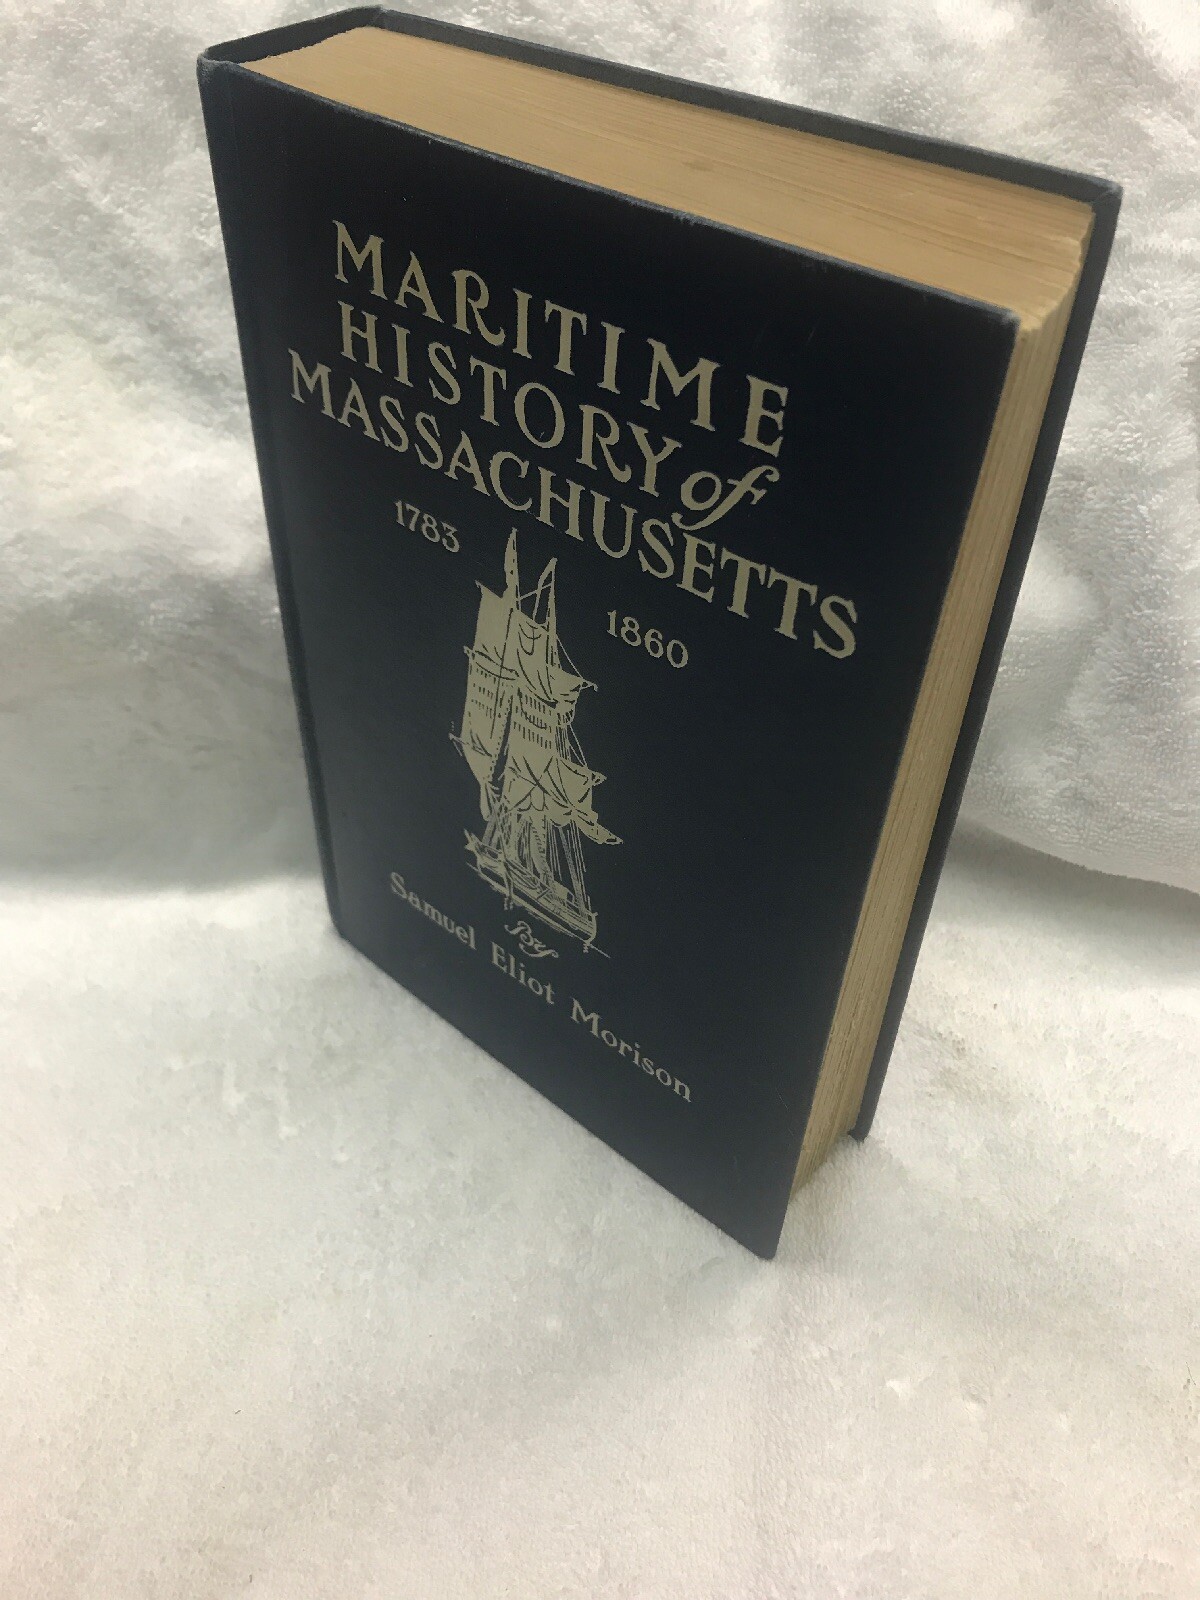 MARITIME
HISTORY of
MASSACHUSETTS
1783
1860
By
Samuel Eliot Morison